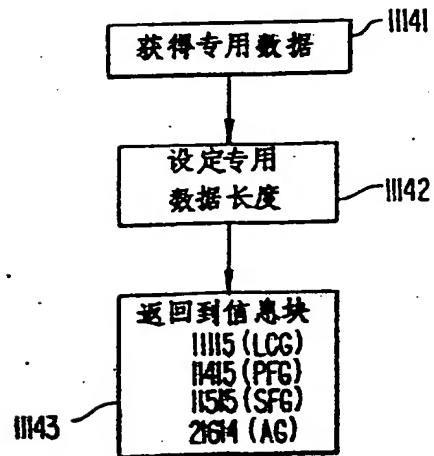 获得专用数据
11141
设定专用
数据长度
11142
返回到信息块
11115 (LCG)
11415 (PFG)
11515 (SFG)
21614 (AG)
11143